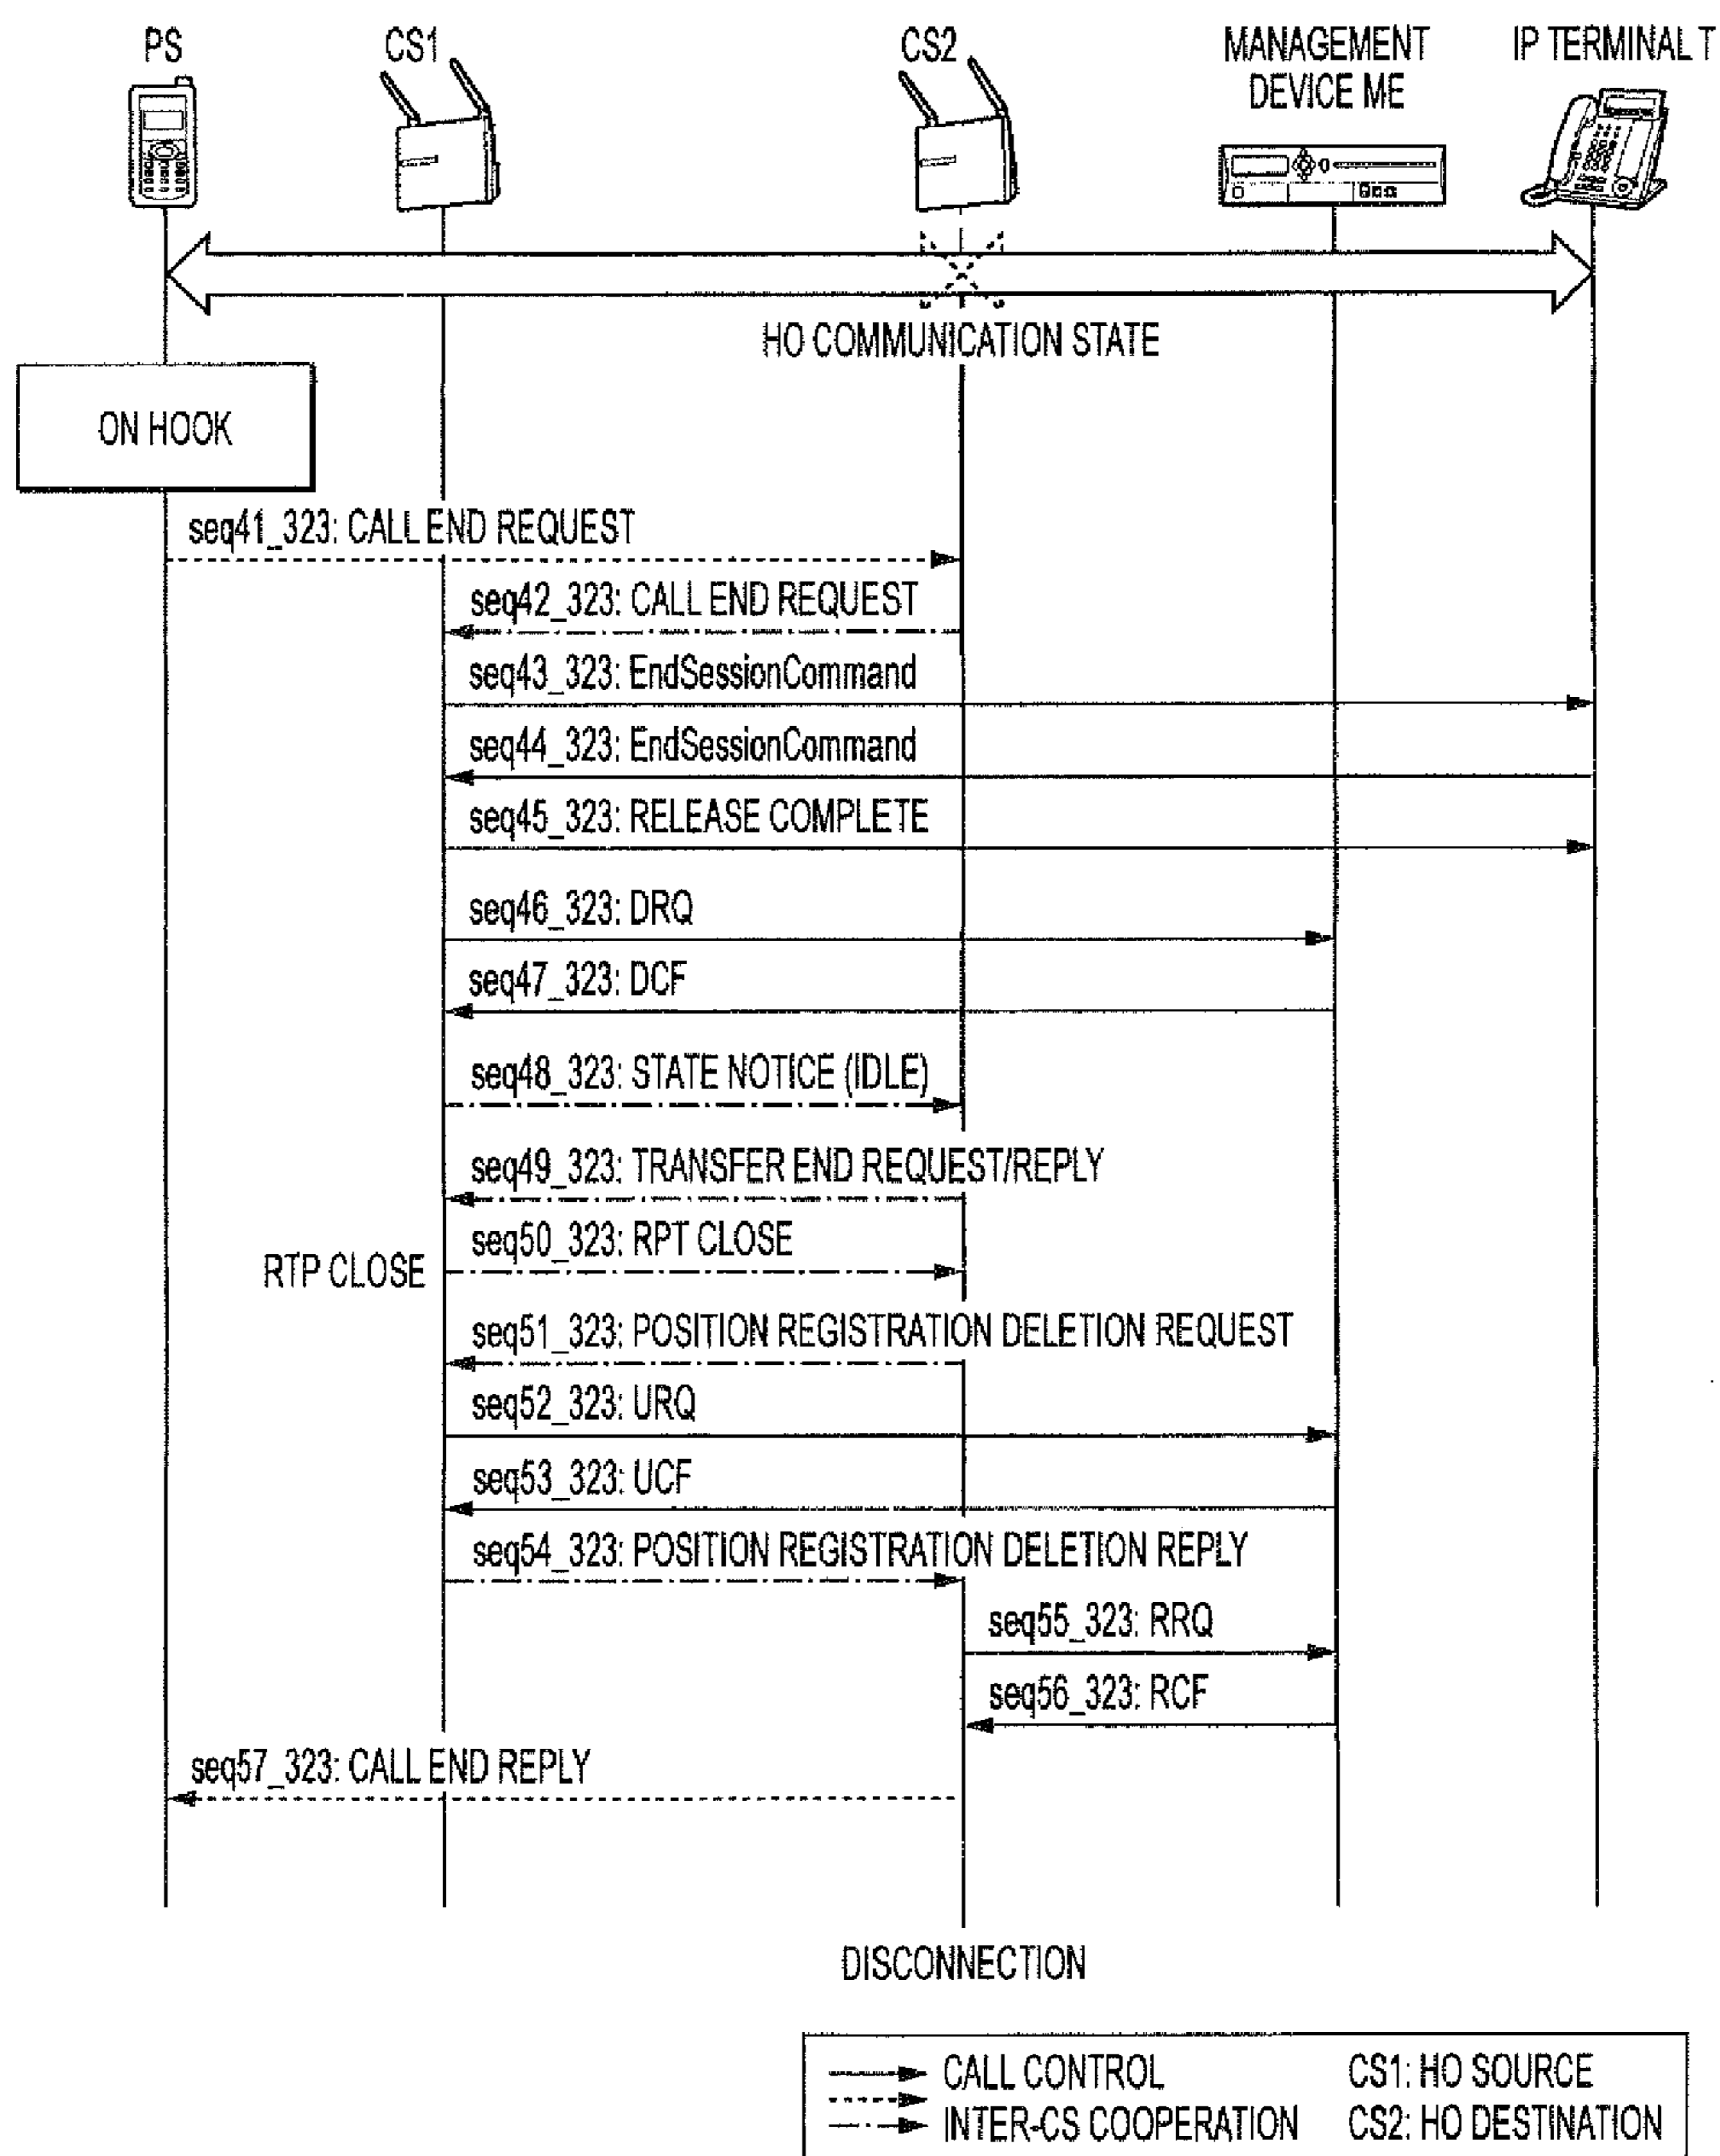 PS
CS1
CS2
MANAGEMENT
DEVICE ME
IP TERMINAL T
HO COMMUNICATION STATE
ON HOOK
seq41_323: CALL END REQUEST
seq42_323: CALL END REQUEST
seq43_323: EndSessionCommand
seq44_323: EndSessionCommand
seq45_323: RELEASE COMPLETE
seq46_323: DRQ
seq47_323: DCF
seq48_323: STATE NOTICE (IDLE)
seq49_323: TRANSFER END REQUEST/REPLY
seq50_323: RPT CLOSE
RTP CLOSE
seq51_323: POSITION REGISTRATION DELETION REQUEST
seq52_323: URQ
seq53_323: UCF
seq54_323: POSITION REGISTRATION DELETION REPLY
seq55_323: RRQ
seq56_323: RCF
seq57_323: CALL END REPLY
DISCONNECTION
CALL CONTROL CS1: HO SOURCE
INTER-CS COOPERATION CS2: HO DESTINATION